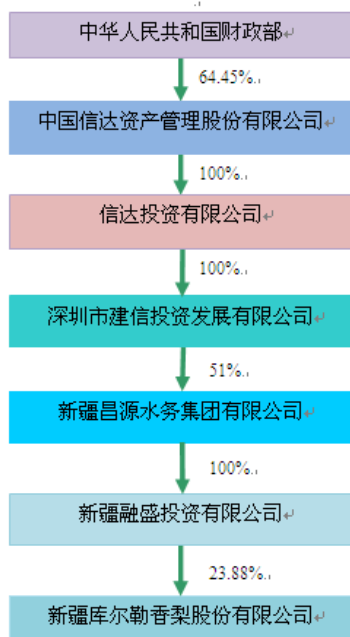 中华人民共和国财政部
64.45%
中国信达资产管理股份有限公司
100%
信达投资有限公司
100%
深圳市建信投资发展有限公司
51%
新疆昌源水务集团有限公司
100%
新疆融盛投资有限公司
23.88%
新疆库尔勒香梨股份有限公司